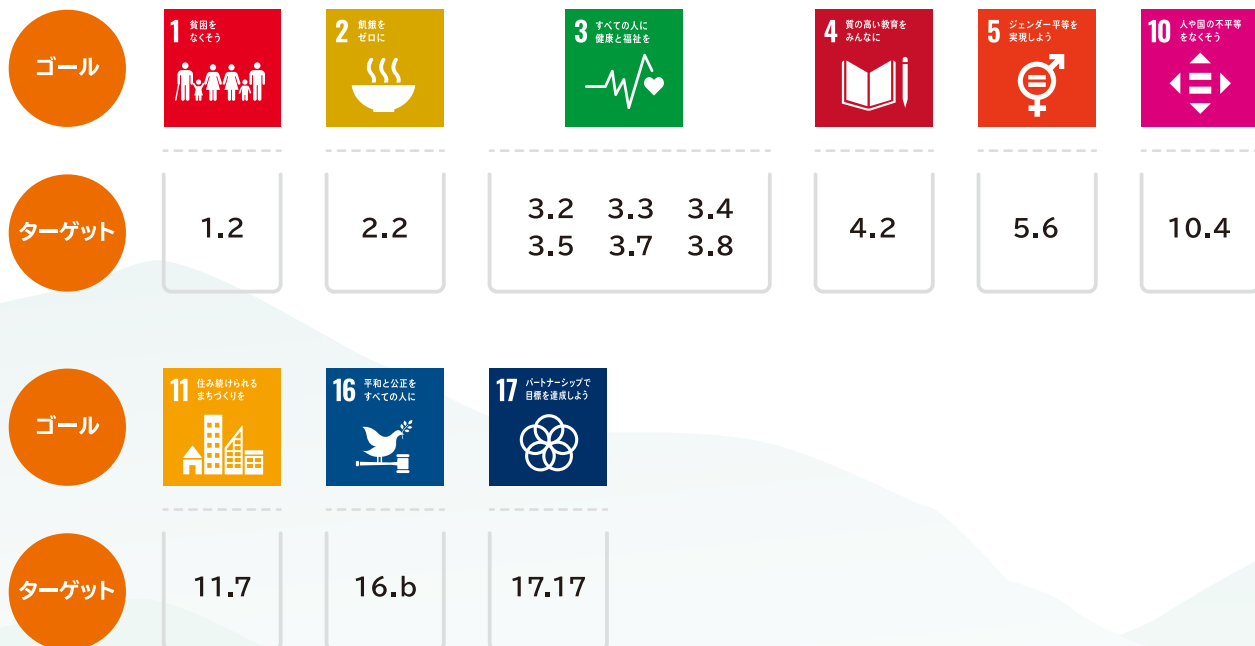 ゴール
1 貧困を
なくそう
2 飢餓を
ゼロに
3 すべての人に
健康と福祉を
4 質の高い教育を
みんなに
5 ジェンダー平等を
実現しよう
10 人や国の不平等
をなくそう
ターゲット
1.2
2.2
3.2 3.3 3.4
3.5 3.7 3.8
4.2
5.6
10.4
ゴール
11 住み続けられる
まちづくりを
16 平和と公正を
すべての人に
17 パートナーシップで
目標を達成しよう
ターゲット
11.7
16.b
17.17